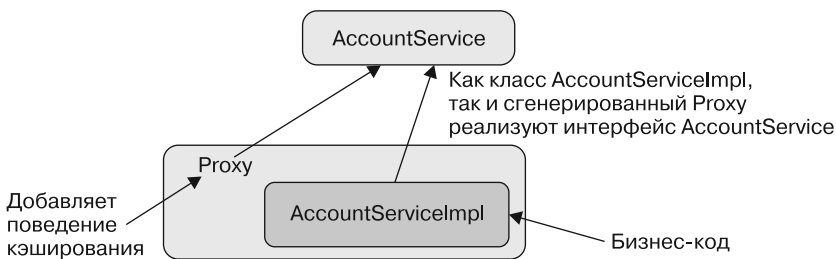 AccountService
Как класс AccountServiceImpl,
так и сгенерированный Proxy
реализуют интерфейс AccountService
Proxy
Добавляет
поведение
кэширования
AccountServiceImpl
Бизнес-код